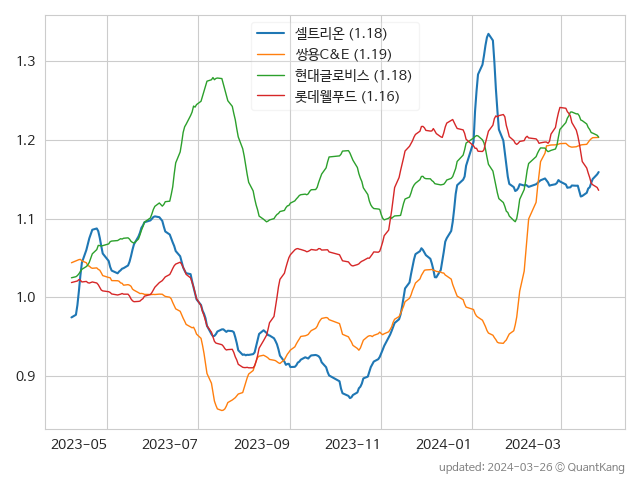 셀트리온 (1.18)
쌍용C&E (1.19)
현대글로비스 (1.18)
롯데웰푸드 (1.16)
1.3
1.2
1.1
1.0
0.9
2023-05 2023-07 2023-09 2023-11 2024-01 2024-03
updated: 2024-03-26 © QuantKang